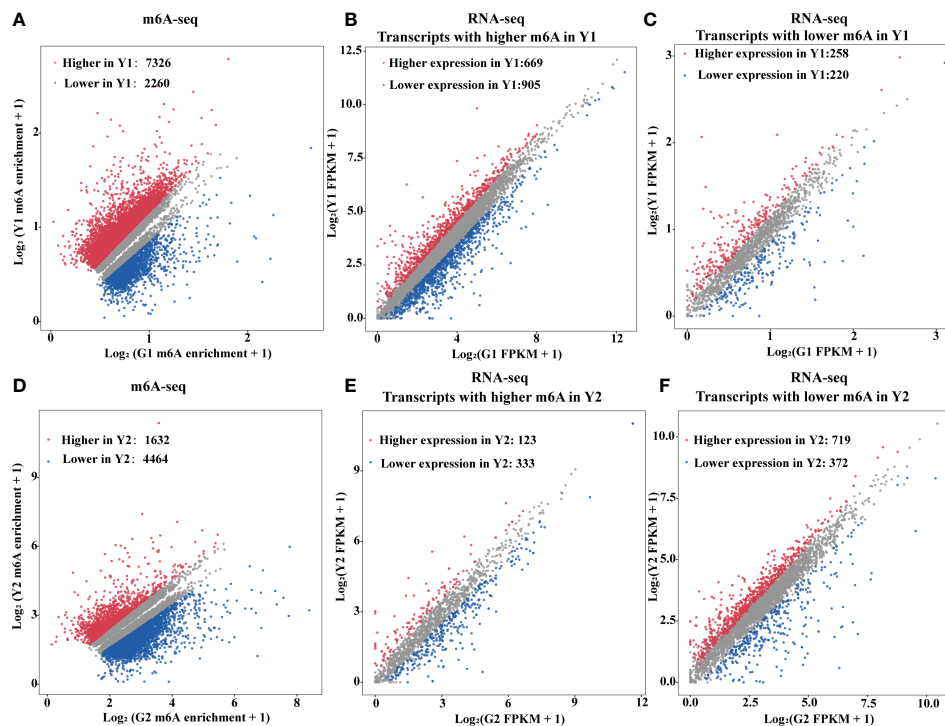 A
m6A-seq
Higher in Y1: 7326
Lower in Y1: 2260
Log₂ (Y1 m6A enrichment + 1)
2
1
0
0
1
2
Log₂ (G1 m6A enrichment + 1)
B
RNA-seq
Transcripts with higher m6A in Y1
Higher expression in Y1:669
Lower expression in Y1:905
Log₂(Y1 FPKM + 1)
12.5
10.0
7.5
5.0
2.5
0.0
0
4
8
12
Log₂(G1 FPKM + 1)
C
RNA-seq
Transcripts with lower m6A in Y1
Higher expression in Y1:258
Lower expression in Y1:220
Log₂(Y1 FPKM + 1)
3
2
1
0
0
1
2
3
Log₂(G1 FPKM + 1)
D
m6A-seq
Higher in Y2: 1632
Lower in Y2: 4464
Log₂ (Y2 m6A enrichment + 1)
9
6
3
0
0
2
4
6
8
Log₂ (G2 m6A enrichment + 1)
E
RNA-seq
Transcripts with higher m6A in Y2
Higher expression in Y2: 123
Lower expression in Y2: 333
Log₂(Y2 FPKM + 1)
9
6
3
0
0
3
6
9
12
Log₂(G2 FPKM + 1)
F
RNA-seq
Transcripts with lower m6A in Y2
Higher expression in Y2: 719
Lower expression in Y2: 372
Log₂(Y2 FPKM + 1)
10.0
7.5
5.0
2.5
0.0
0.0
2.5
5.0
7.5
10.0
Log₂(G2 FPKM + 1)